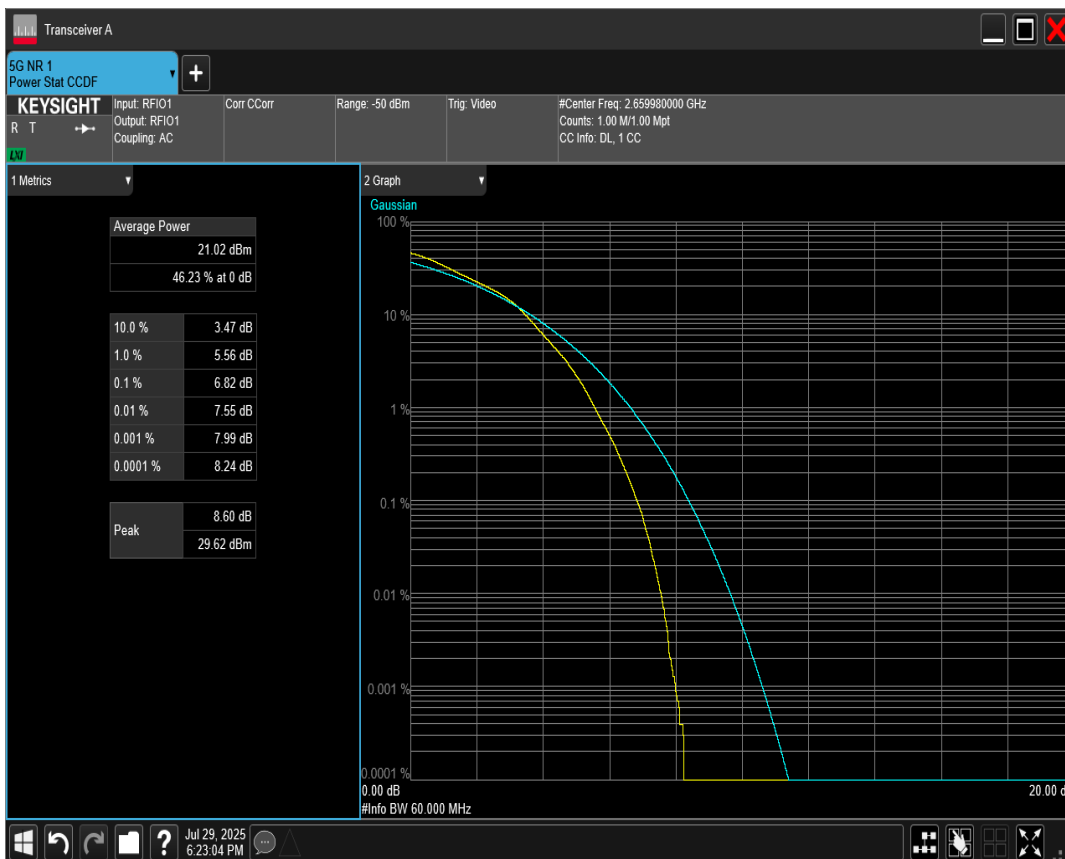 Transceiver A
5G NR 1
Power Stat CCDF
+
KEYSIGHT
R T
LXI
Input: RFIO1
Output: RFIO1
Coupling: AC
Corr CCorr
Range: -50 dBm
Trig: Video
#Center Freq: 2.659980000 GHz
Counts: 1.00 M/1.00 Mpt
CC Info: DL, 1 CC
1 Metrics
Average Power
21.02 dBm
46.23 % at 0 dB
10.0 % 3.47 dB
1.0 % 5.56 dB
0.1 % 6.82 dB
0.01 % 7.55 dB
0.001 % 7.99 dB
0.0001 % 8.24 dB
Peak 8.60 dB
29.62 dBm
2 Graph
Gaussian
100 %
10 %
1 %
0.1 %
0.01 %
0.001 %
0.0001 %
0.00 dB 20.00 d
#Info BW 60.000 MHz
?
Jul 29, 2025
6:23:04 PM